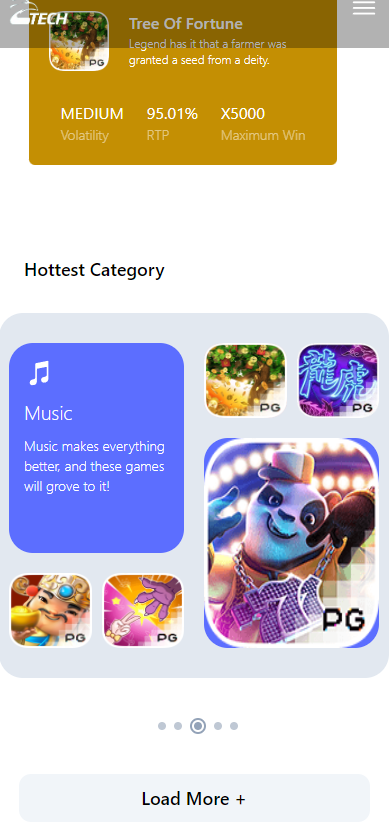 TECH
Tree Of Fortune
Legend has it that a farmer was
granted a seed from a deity.
PG
MEDIUM 95.01% X5000
Volatility RTP Maximum Win
Hottest Category
Music
Music makes everything
better, and these games
will grove to it!
PG
龍虎
PG
PG
PG
PG
Load More +